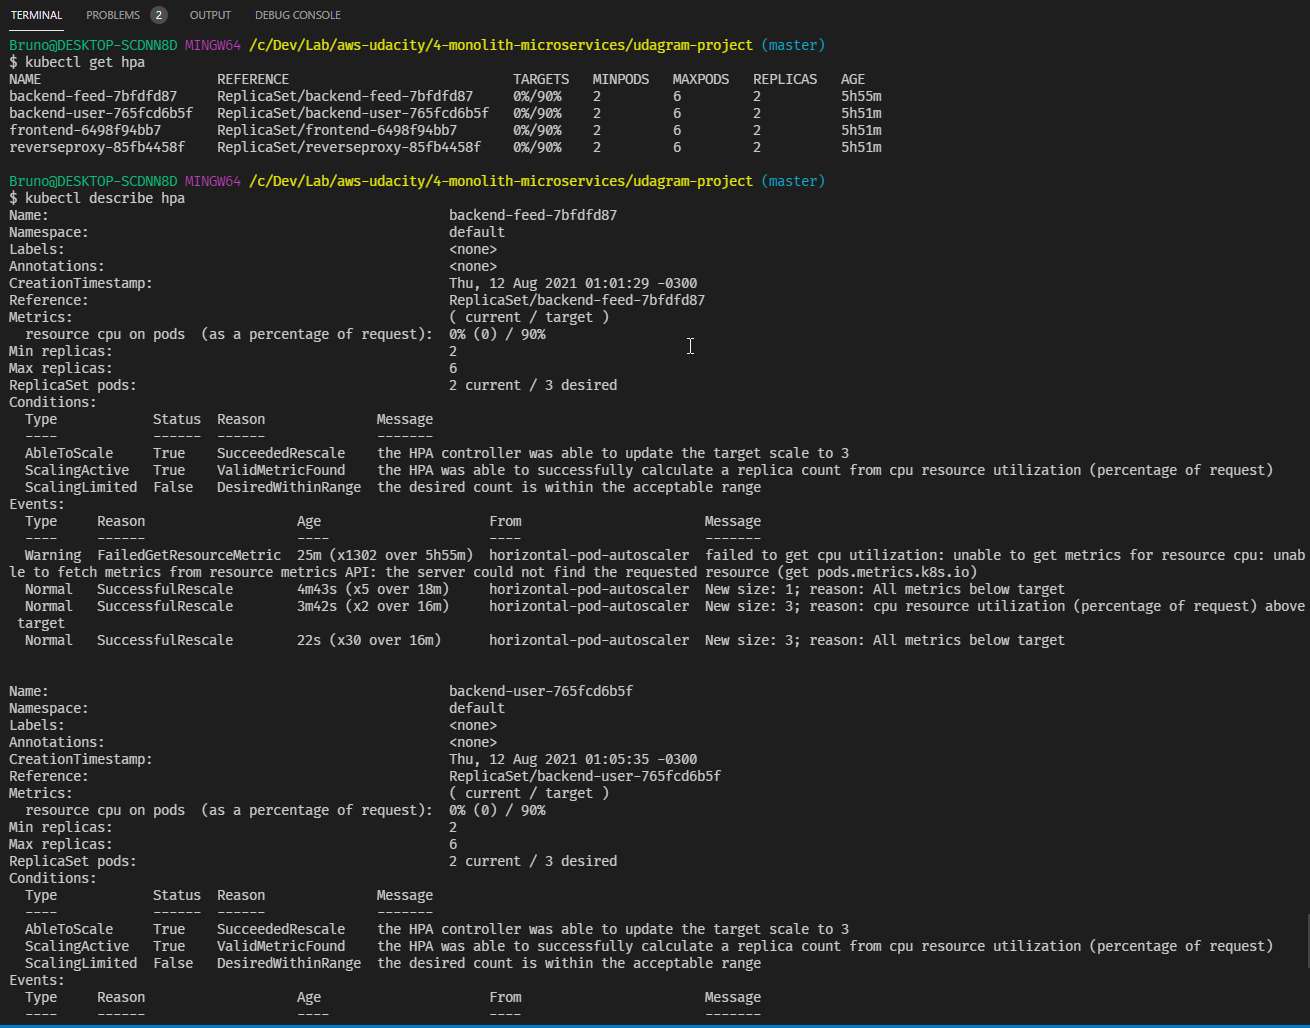 TERMINAL PROBLEMS 2 OUTPUT DEBUG CONSOLE
Bruno@DESKTOP-SCDNN8D MINGW64 /c/Dev/Lab/aws-udacity/4-monolith-microservices/udagram-project (master)
$ kubectl get hpa
NAME REFERENCE TARGETS MINPODS MAXPODS REPLICAS AGE
backend-feed-7bfdfd87 ReplicaSet/backend-feed-7bfdfd87 0%/90% 2 6 2 5h55m
backend-user-765fcd6b5f ReplicaSet/backend-user-765fcd6b5f 0%/90% 2 6 2 5h51m
frontend-6498f94bb7 ReplicaSet/frontend-6498f94bb7 0%/90% 2 6 2 5h51m
reverseproxy-85fb4458f ReplicaSet/reverseproxy-85fb4458f 0%/90% 2 6 2 5h51m
Bruno@DESKTOP-SCDNN8D MINGW64 /c/Dev/Lab/aws-udacity/4-monolith-microservices/udagram-project (master)
$ kubectl describe hpa
Name: backend-feed-7bfdfd87
Namespace: default
Labels: <none>
Annotations: <none>
CreationTimestamp: Thu, 12 Aug 2021 01:01:29 -0300
Reference: ReplicaSet/backend-feed-7bfdfd87
Metrics: ( current / target )
resource cpu on pods (as a percentage of request): 0% (0) / 90%
Min replicas: 2
Max replicas: 6
ReplicaSet pods: 2 current / 3 desired
Conditions:
Type Status Reason Message
---- ------ ------ -------
AbleToScale True SucceededRescale the HPA controller was able to update the target scale to 3
ScalingActive True ValidMetricFound the HPA was able to successfully calculate a replica count from cpu resource utilization (percentage of request)
ScalingLimited False DesiredWithinRange the desired count is within the acceptable range
Events:
Type Reason Age From Message
---- ------ ---- ---- -------
Warning FailedGetResourceMetric 25m (x1302 over 5h55m) horizontal-pod-autoscaler failed to get cpu utilization: unable to get metrics for resource cpu: unab
le to fetch metrics from resource metrics API: the server could not find the requested resource (get pods.metrics.k8s.io)
Normal SuccessfulRescale 4m43s (x5 over 18m) horizontal-pod-autoscaler New size: 1; reason: All metrics below target
Normal SuccessfulRescale 3m42s (x2 over 16m) horizontal-pod-autoscaler New size: 3; reason: cpu resource utilization (percentage of request) above
target
Normal SuccessfulRescale 22s (x30 over 16m) horizontal-pod-autoscaler New size: 3; reason: All metrics below target
Name: backend-user-765fcd6b5f
Namespace: default
Labels: <none>
Annotations: <none>
CreationTimestamp: Thu, 12 Aug 2021 01:05:35 -0300
Reference: ReplicaSet/backend-user-765fcd6b5f
Metrics: ( current / target )
resource cpu on pods (as a percentage of request): 0% (0) / 90%
Min replicas: 2
Max replicas: 6
ReplicaSet pods: 2 current / 3 desired
Conditions:
Type Status Reason Message
---- ------ ------ -------
AbleToScale True SucceededRescale the HPA controller was able to update the target scale to 3
ScalingActive True ValidMetricFound the HPA was able to successfully calculate a replica count from cpu resource utilization (percentage of request)
ScalingLimited False DesiredWithinRange the desired count is within the acceptable range
Events:
Type Reason Age From Message
---- ------ ---- ---- -------